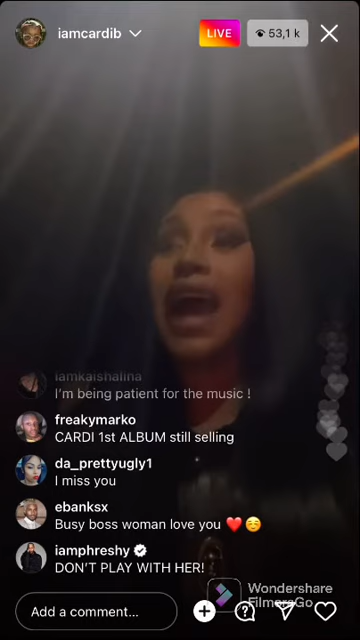 iamcardib
LIVE
53,1 k
iamkaishalina
I'm being patient for the music !
freakymarko
CARDI 1st ALBUM still selling
da_prettyugly1
I miss you
ebanksx
Busy boss woman love you ❤️☺️
iamphreshy
DON'T PLAY WITH HER!
Wondershare
FilmoraGo
Add a comment...